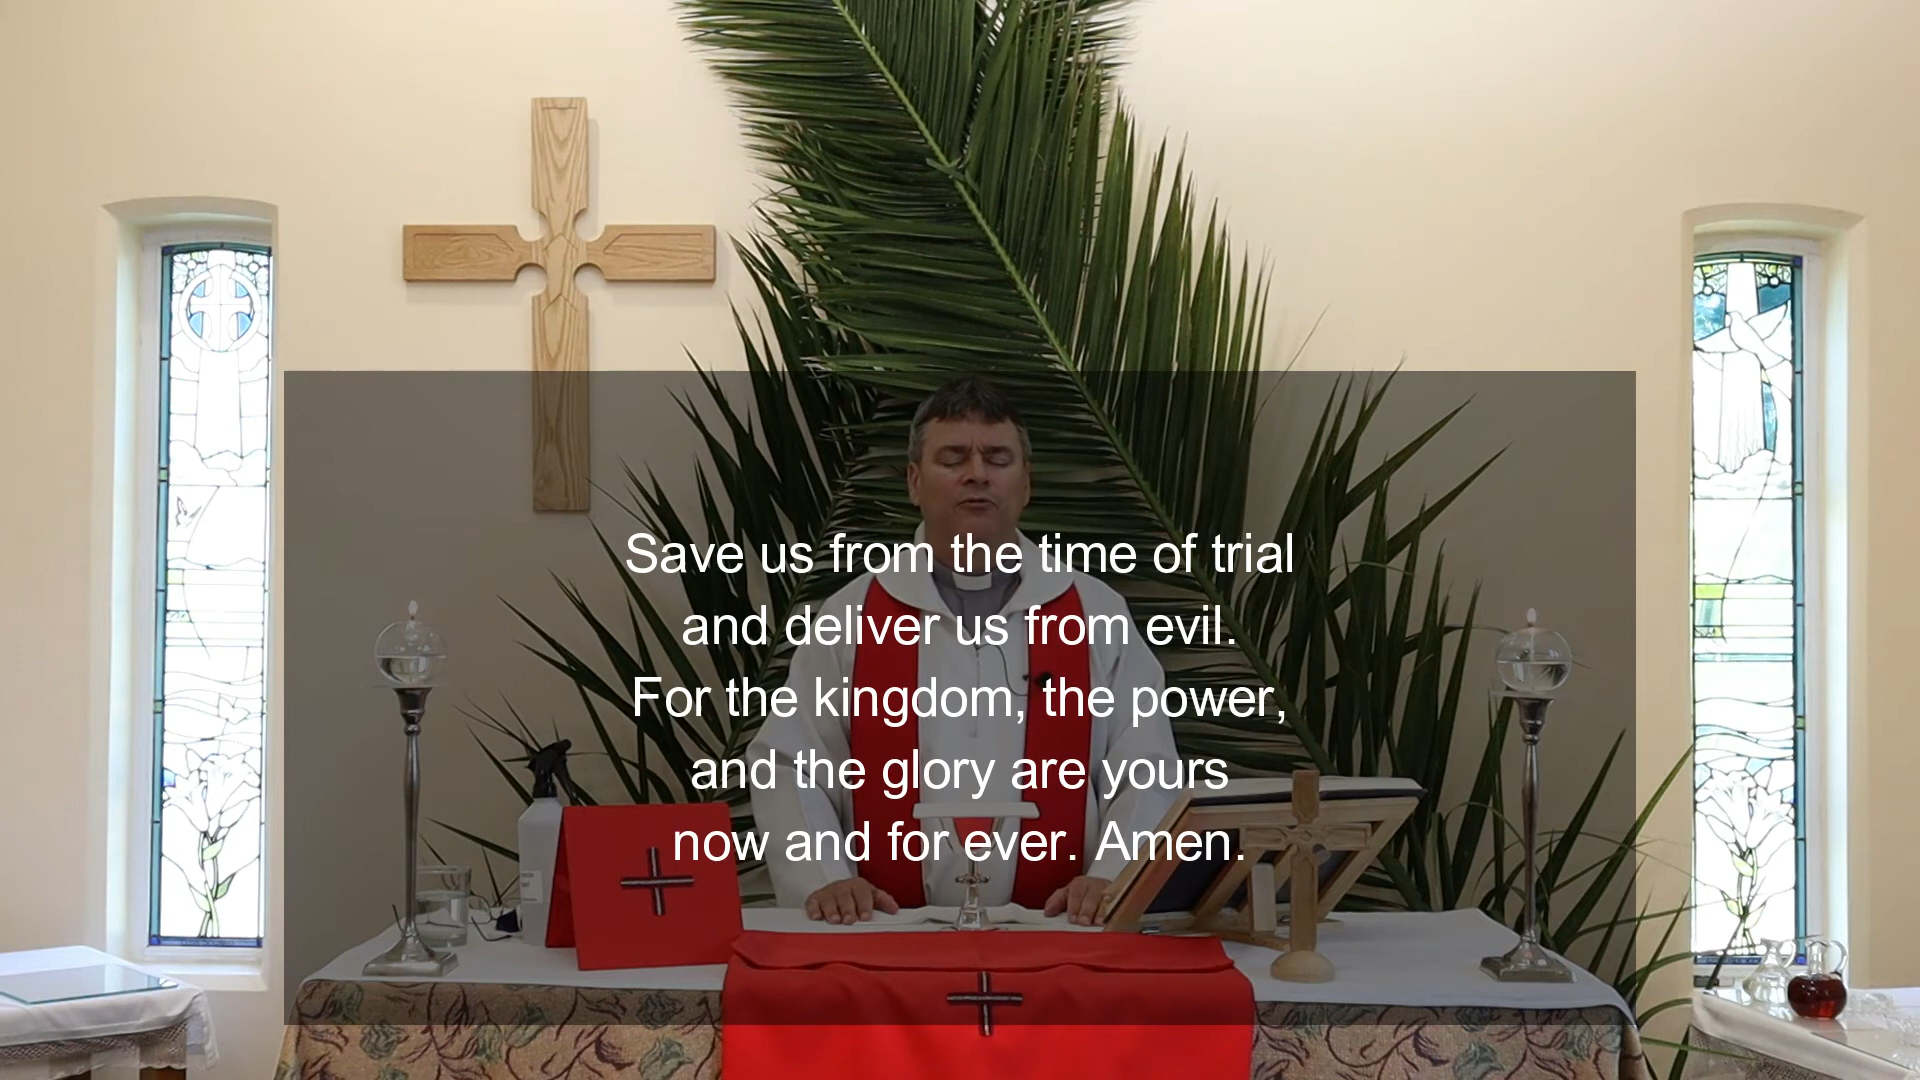 Save us from the time of trial
and deliver us from evil.
For the kingdom, the power,
and the glory are yours
now and for ever. Amen.